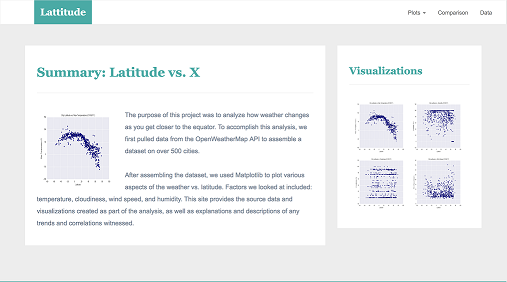 Lattitude
Plots
Comparison
Data
Summary: Latitude vs. X
The purpose of this project was to analyze how weather changes
as you get closer to the equator. To accomplish this analysis, we
first pulled data from the OpenWeatherMap API to assemble a
dataset on over 500 cities.
After assembling the dataset, we used Matplotlib to plot various
aspects of the weather vs. latitude. Factors we looked at included:
temperature, cloudiness, wind speed, and humidity. This site provides the source data and
visualizations created as part of the analysis, as well as explanations and descriptions of any
trends and correlations witnessed.
Visualizations